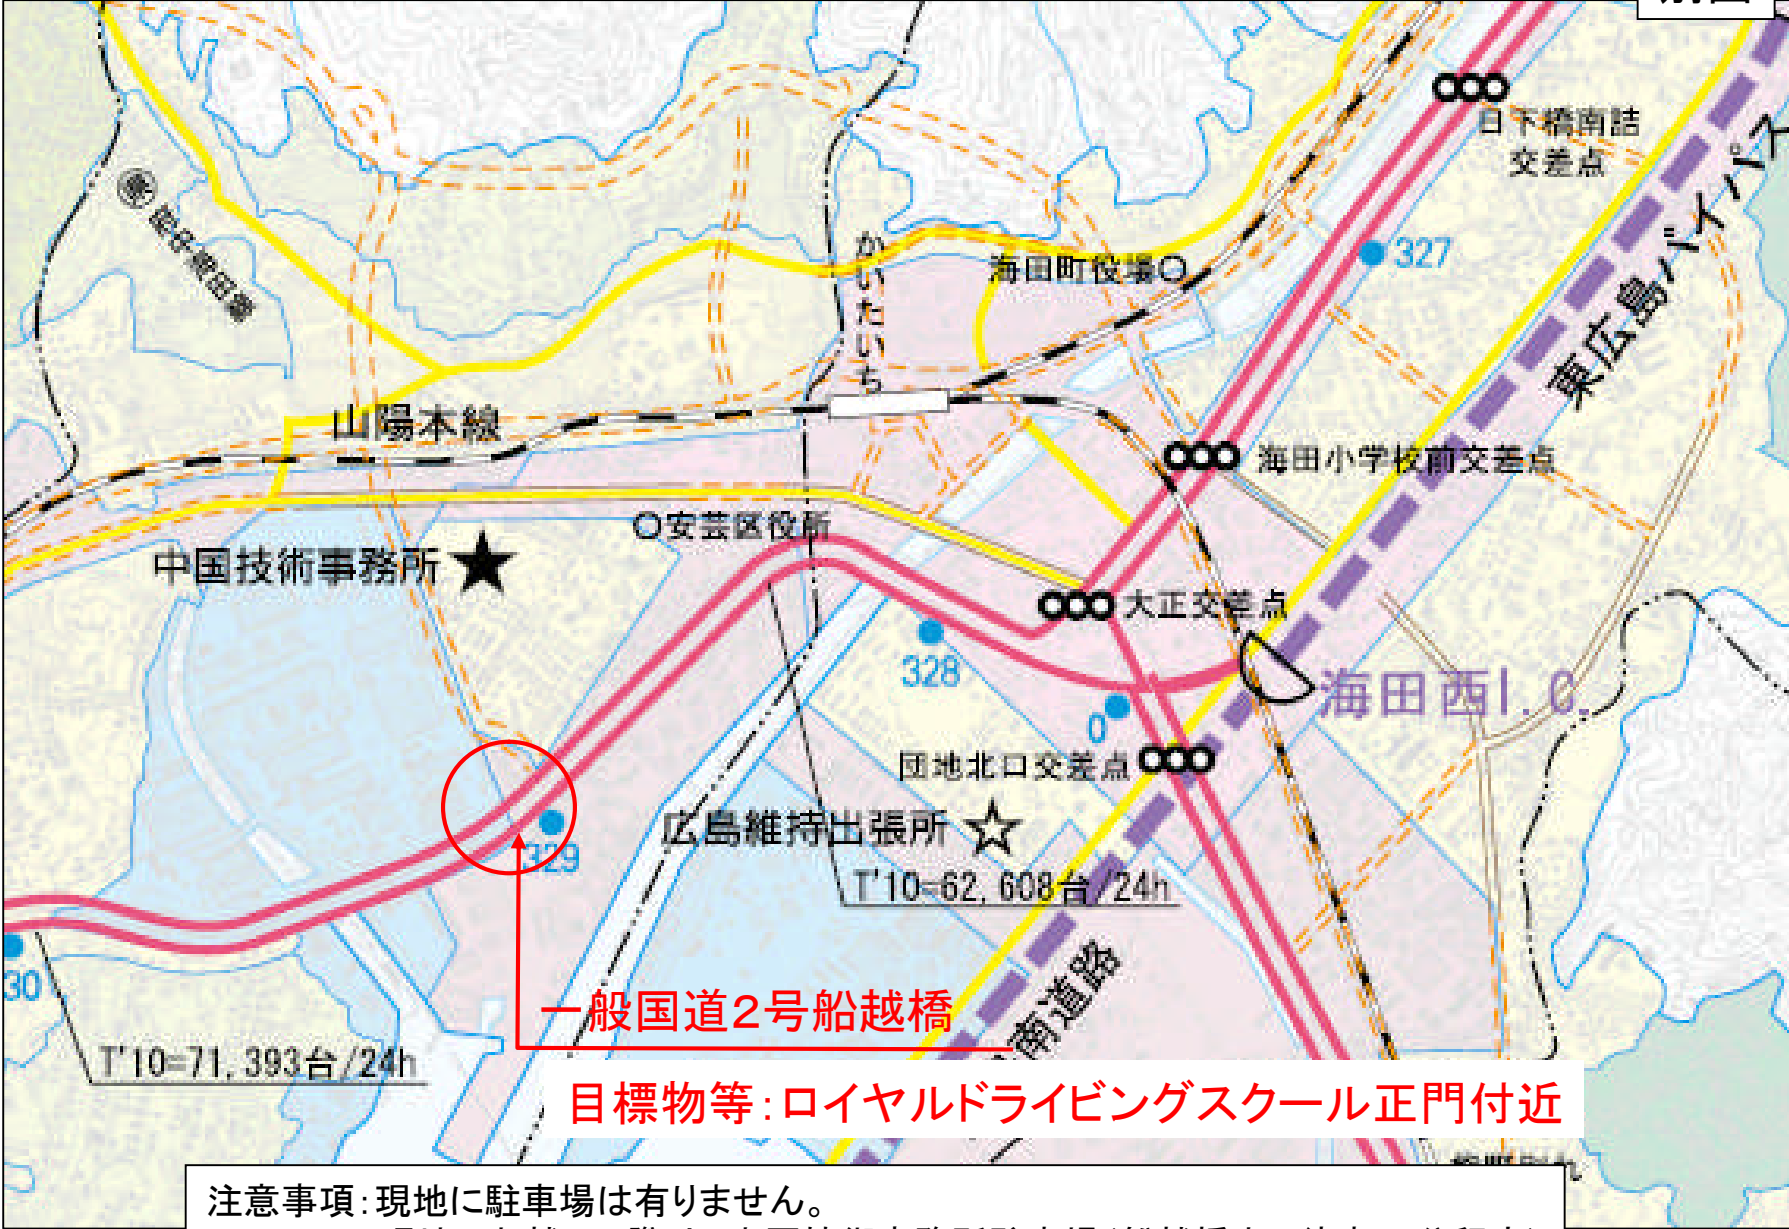 別図
日下橋南詰
交差点
327
東広島バイパス
海田町役場○
かいたいち
山陽本線
海田小学校前交差点
○安芸区役所
中国技術事務所 ★
大正交差点
328
海田西I.C.
0
団地北口交差点
広島維持出張所 ☆
329
T'10=62,608台/24h
30
一般国道2号船越橋
南道路
T'10=71,393台/24h
目標物等:ロイヤルドライビングスクール正門付近
注意事項:現地に駐車場は有りません。